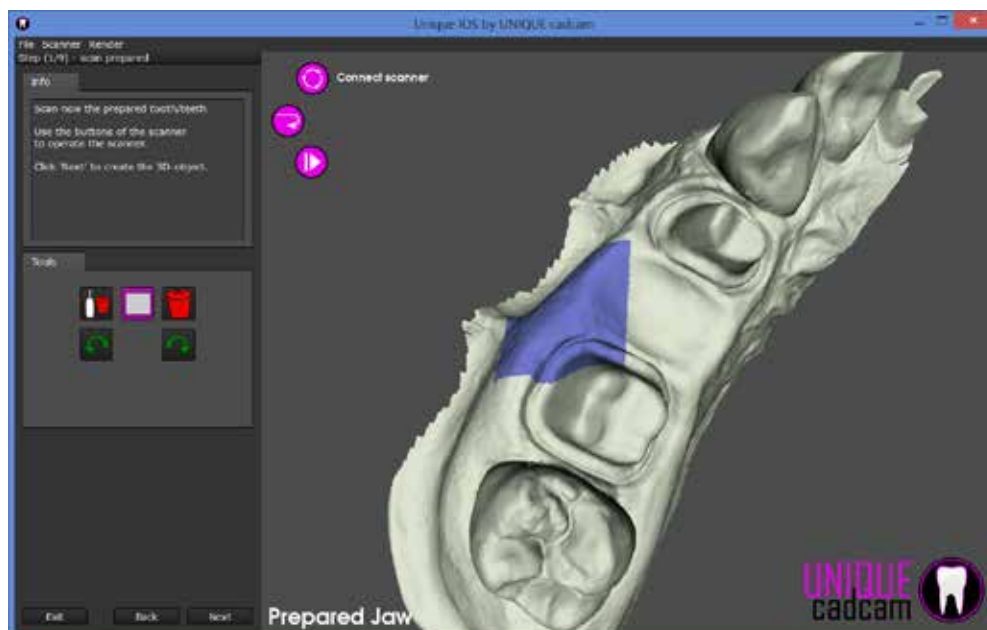 Unique IOS by UNIQUE cadcam
File Scanner Render
Step (1/9) - scan prepared
Info
Scan now the prepared tooth/teeth.
Use the buttons of the scanner
to operate the scanner.
Click 'Next' to create the 3D-object.
Tools
Exit
Back
Next
Connect scanner
Prepared Jaw
UNIQUE
cadcam